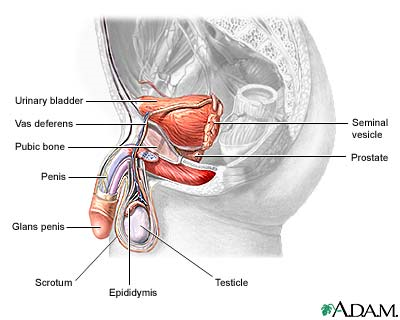 Urinary bladder
Vas deferens
Pubic bone
Penis
Glans penis
Scrotum
Epididymis
Testicle
Seminal
vesicle
Prostate
A.D.A.M.